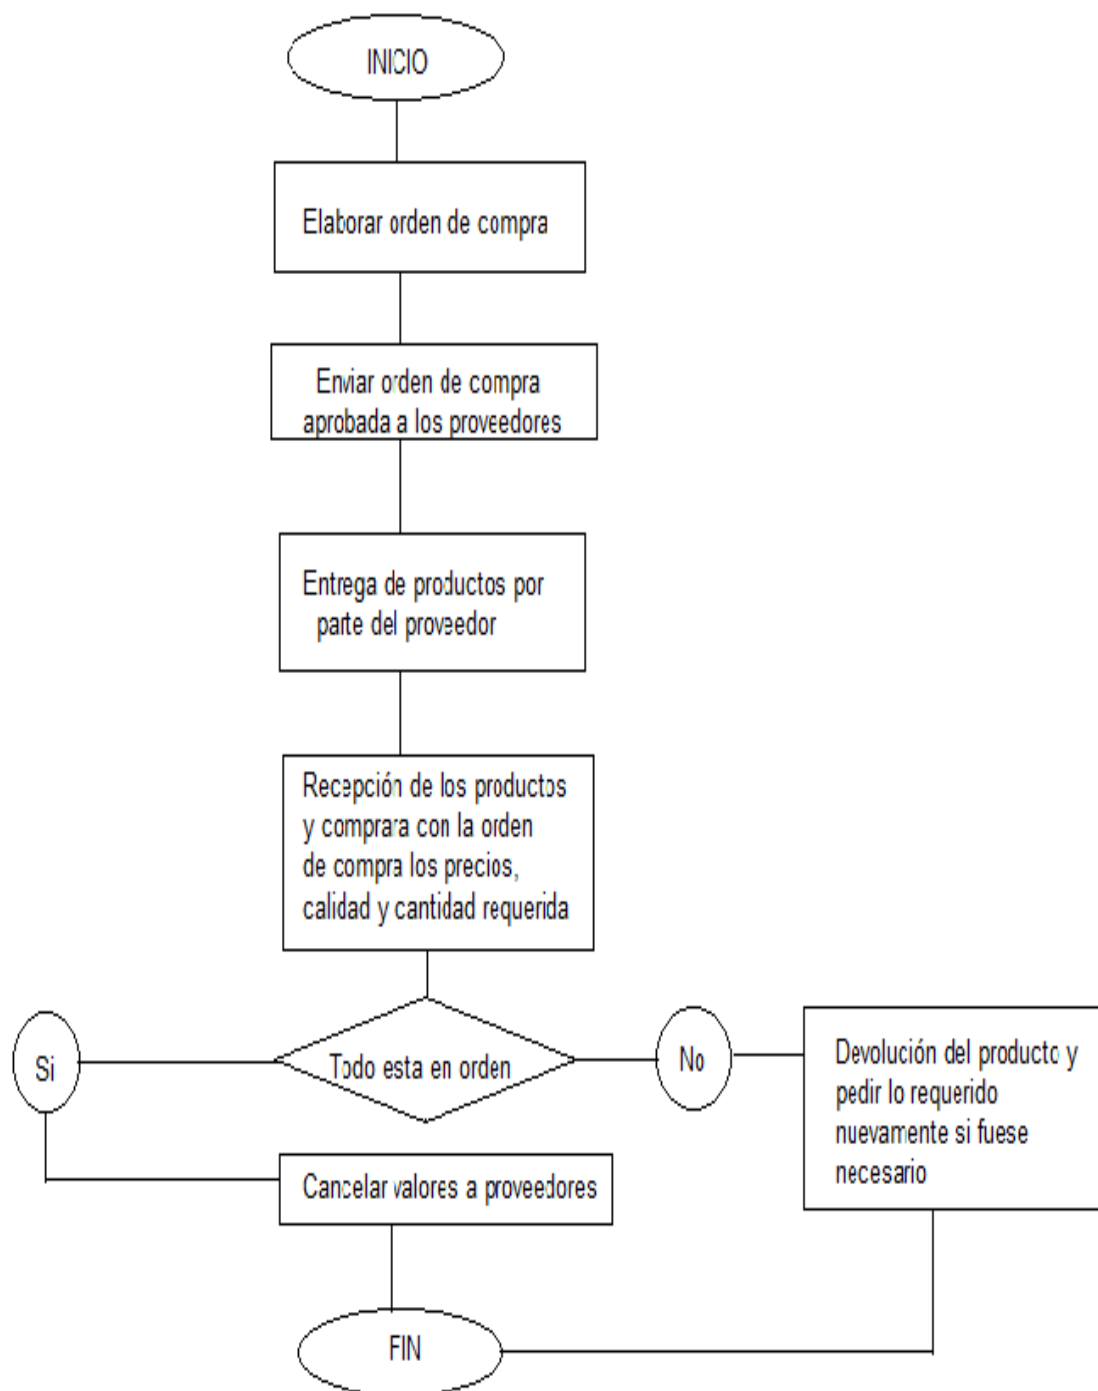 INICIO
Elaborar orden de compra
Enviar orden de compra
aprobada a los proveedores
Entrega de productos por
parte del proveedor
Recepción de los productos
y comprara con la orden
de compra los precios,
calidad y cantidad requerida
Si
Todo esta en orden
No
Devolución del producto y
pedir lo requerido
nuevamente si fuese
necesario
Cancelar valores a proveedores
FIN